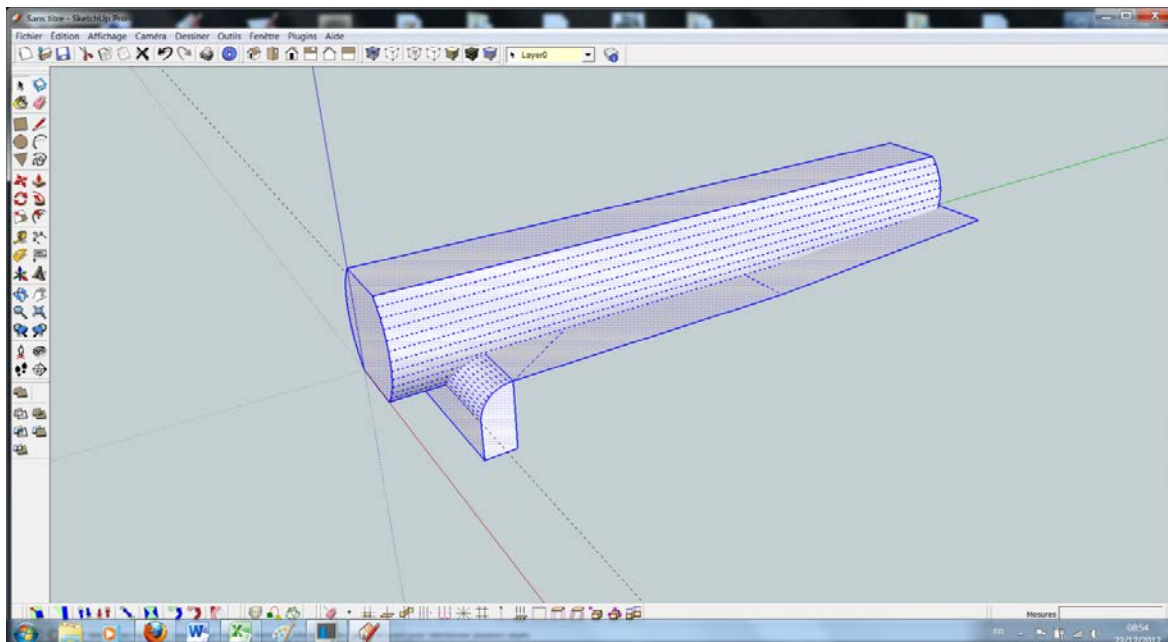 Sans titre - SketchUp Pro
Fichier Édition Affichage Caméra Dessiner Outils Fenêtre Plugins Aide
Layer0
Mesures
FR
08:54